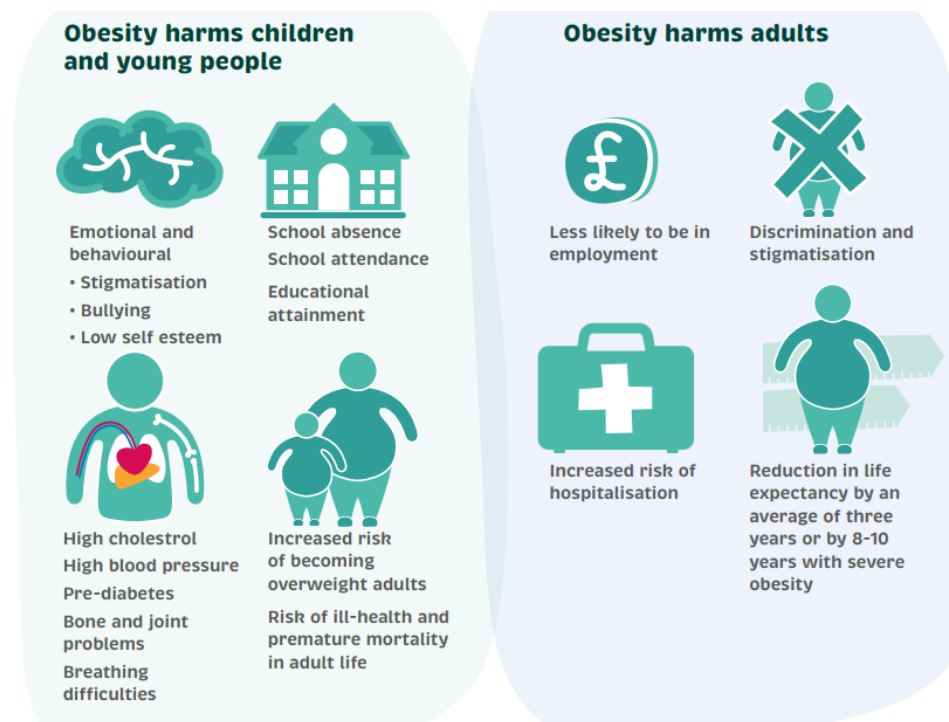 Obesity harms children
and young people
Emotional and
behavioural
• Stigmatisation
• Bullying
• Low self esteem
School absence
School attendance
Educational
attainment
High cholestrol
High blood pressure
Pre-diabetes
Bone and joint
problems
Breathing
difficulties
Increased risk
of becoming
overweight adults
Risk of ill-health and
premature mortality
in adult life
Obesity harms adults
£
Less likely to be in
employment
Discrimination and
stigmatisation
Increased risk of
hospitalisation
Reduction in life
expectancy by an
average of three
years or by 8-10
years with severe
obesity